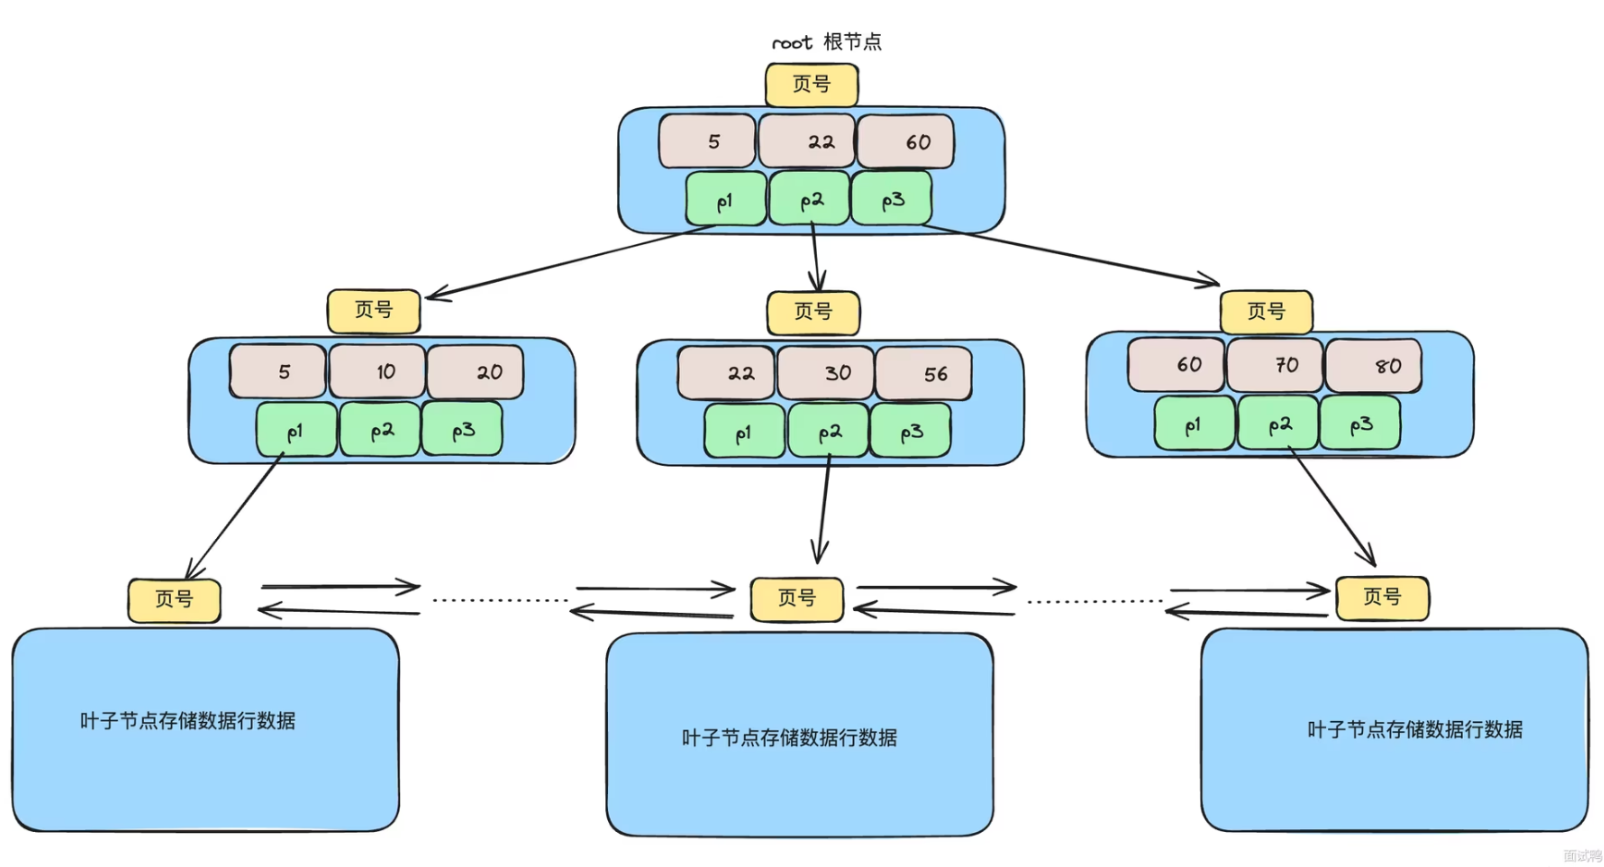 root 根节点
页号
5 22 60
p1 p2 p3
页号 页号 页号
5 10 20 22 30 56 60 70 80
p1 p2 p3 p1 p2 p3 p1 p2 p3
页号 页号 页号
叶子节点存储数据行数据 叶子节点存储数据行数据 叶子节点存储数据行数据
面试鸭